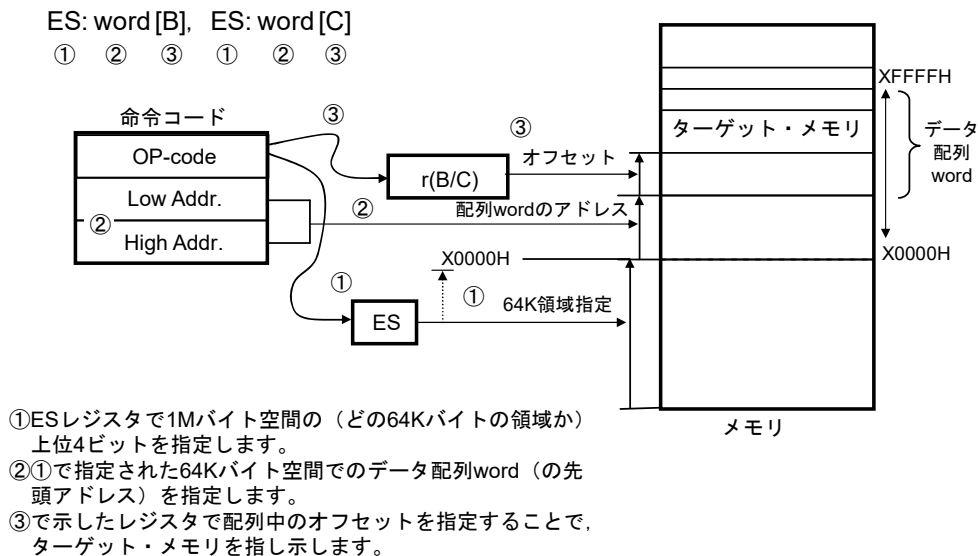 ES: word [B],  ES: word [C]
①  ②  ③  ①  ②  ③
XFFFFH
命令コード
③
③
ターゲット・メモリ
データ
配列
word
OP-code
オフセット
r(B/C)
Low Addr.
②
配列wordのアドレス
②
High Addr.
X0000H
X0000H
①
①
64K領域指定
ES
メモリ
①ESレジスタで1Mバイト空間の（どの64Kバイトの領域か）
上位4ビットを指定します。
②①で指定された64Kバイト空間でのデータ配列word（の先
頭アドレス）を指定します。
③で示したレジスタで配列中のオフセットを指定することで,
ターゲット・メモリを指し示します。